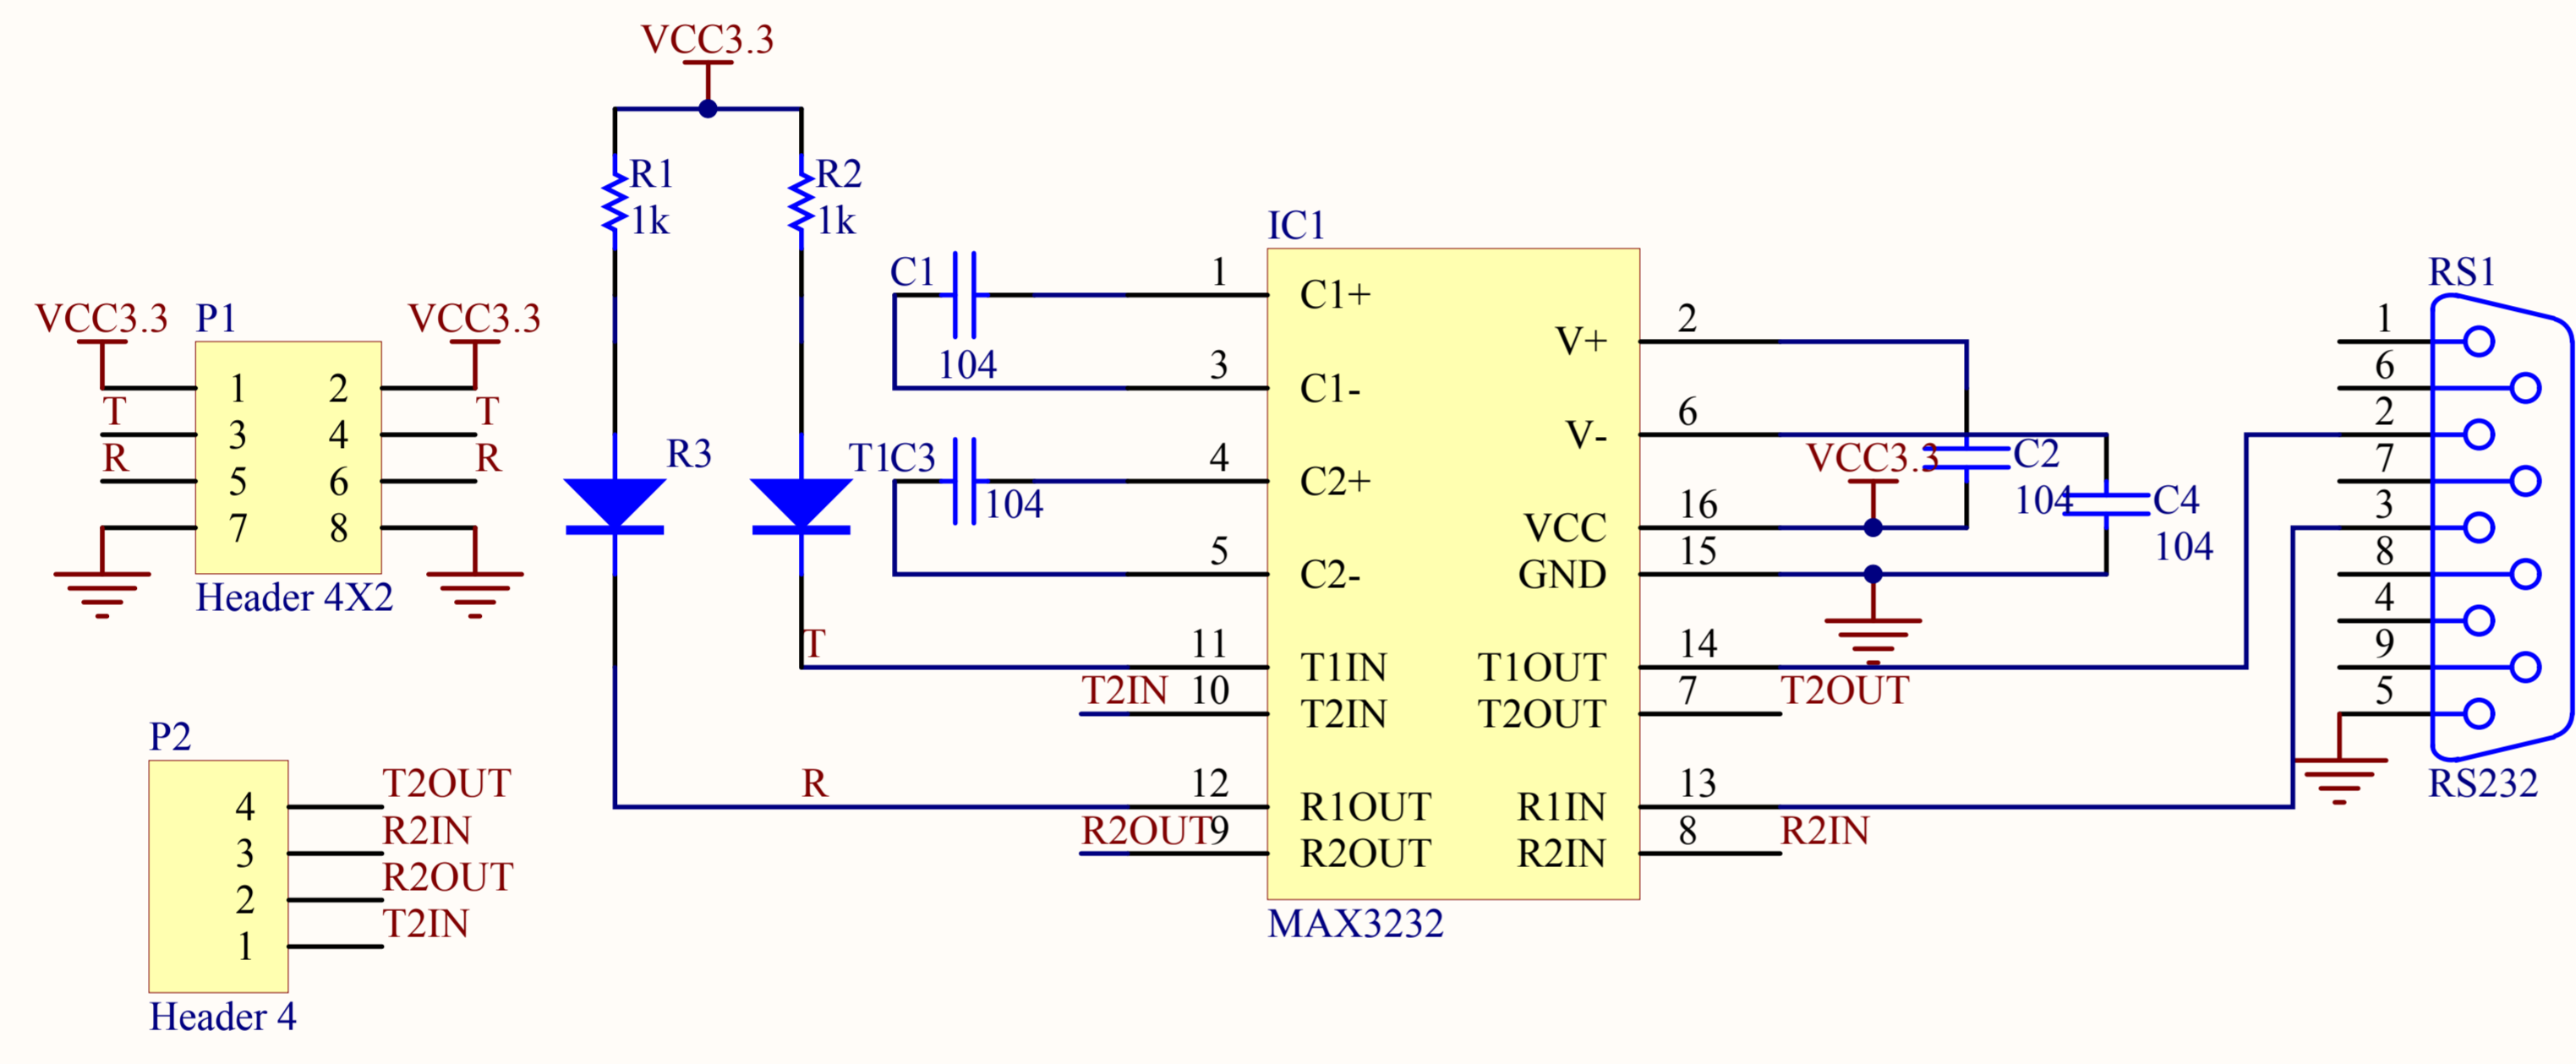 VCC3.3
R1
1k
R2
1k
VCC3.3
P1
VCC3.3
1 2
T
T
3 4
R
R
5 6
7 8
Header 4X2
R3
T1
C1
104
C3
104
IC1
1
C1+
3
C1-
4
C2+
5
C2-
T
11
T1IN
T2IN
10
T2IN
R
12
R1OUT
R2OUT
9
R2OUT
MAX3232
2
V+
6
V-
16
VCC
15
GND
14
T1OUT
7
T2OUT
T2OUT
13
R1IN
8
R2IN
R2IN
VCC3.3
C2
104
C4
104
RS1
1
6
2
7
3
8
4
9
5
RS232
P2
4
T2OUT
3
R2IN
2
R2OUT
1
T2IN
Header 4